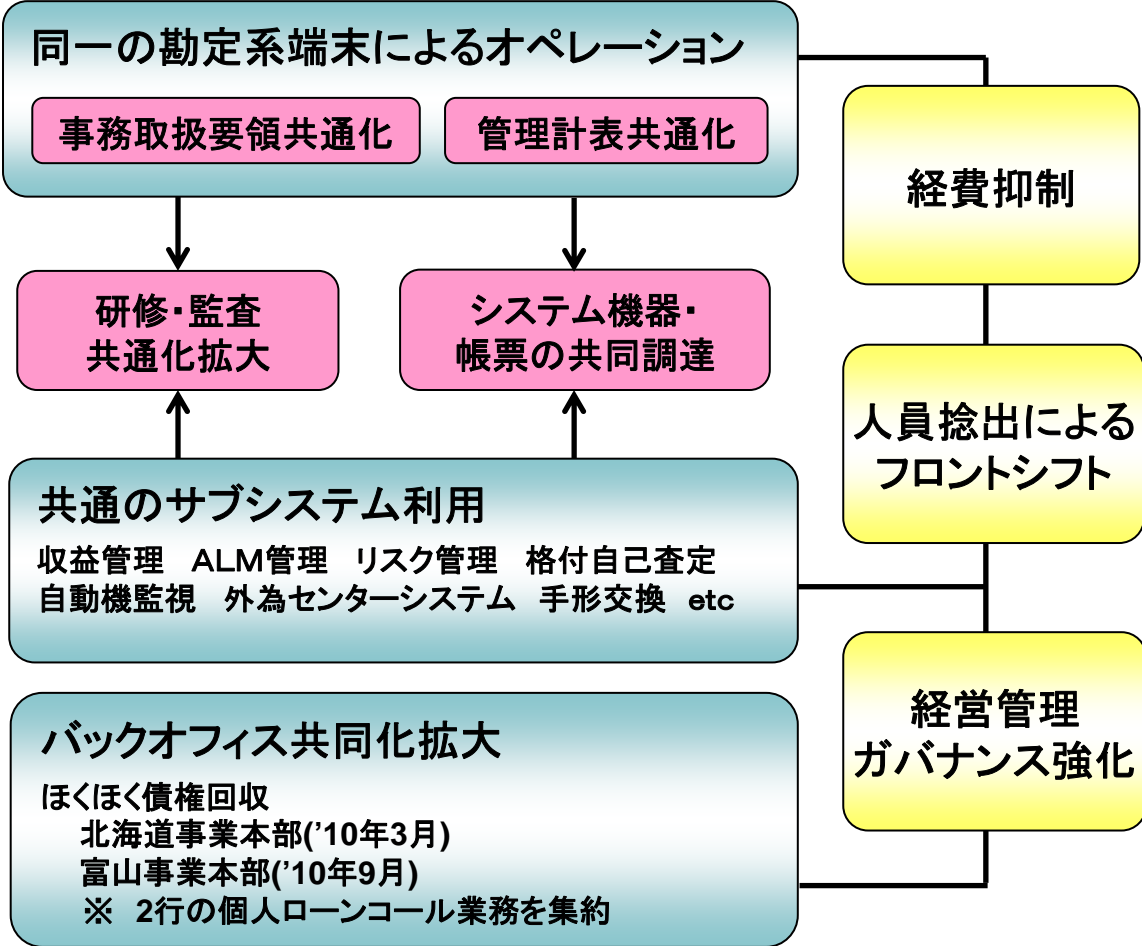 同一の勘定系端末によるオペレーション
事務取扱要領共通化
管理計表共通化
研修・監査
共通化拡大
システム機器・
帳票の共同調達
共通のサブシステム利用
収益管理 ALM管理 リスク管理 格付自己査定
自動機監視 外為センターシステム 手形交換 etc
バックオフィス共同化拡大
ほくほく債権回収
北海道事業本部('10年3月)
富山事業本部('10年9月)
※ 2行の個人ローンコール業務を集約
経費抑制
人員捻出による
フロントシフト
経営管理
ガバナンス強化